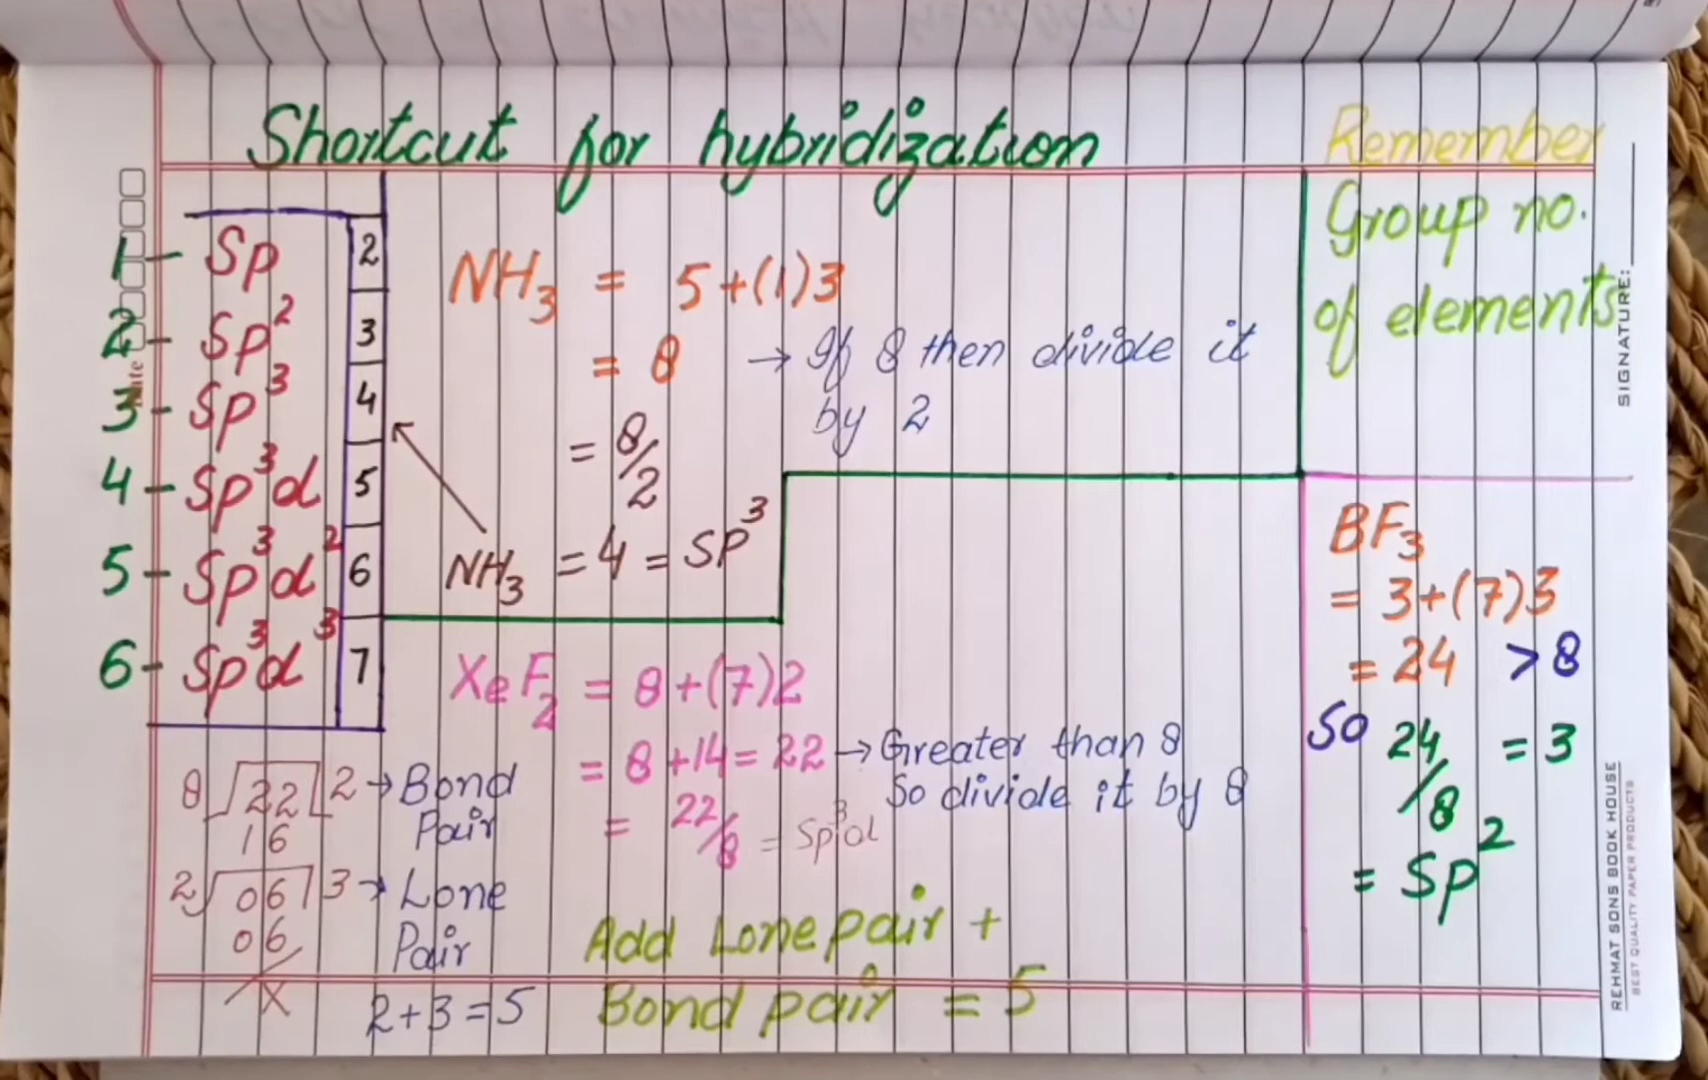 Shortcut for hybridization
Remember
Group no.
of elements
1- Sp 2
2- Sp² 3
3- Sp³ 4
4- Sp³d 5
5- Sp³d² 6
6- Sp³d³ 7
NH₃ = 5+(1)3
= 8 → If 8 then divide it
by 2
= 8/2
NH₃ = 4 = SP³
XeF₂ = 8+(7)2
= 8+14 = 22 → Greater than 8
So divide it by 8
= 22/8 = Sp³d
8 22 2 → Bond
16 Pair
2 06 3 → Lone
06 Pair
X
2+3=5
Add Lone pair +
Bond pair = 5
BF₃
= 3+(7)3
= 24 >8
So 24/8 = 3
= Sp²
Date
SIGNATURE:
REHMAT SONS BOOK HOUSE
BEST QUALITY PAPER PRODUCTS